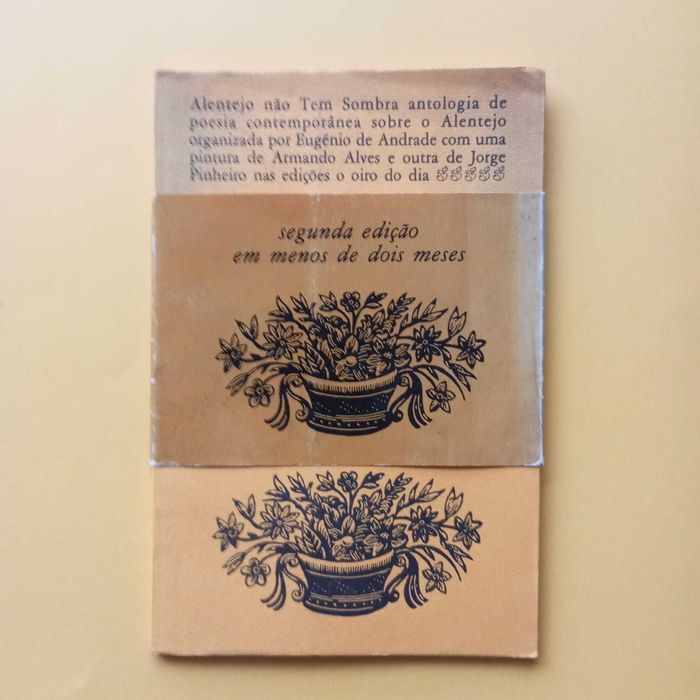 Alentejo não Tem Sombra antologia de
poesia contemporânea sobre o Alentejo
organizada por Eugénio de Andrade com uma
pintura de Armando Alves e outra de Jorge
Pinheiro nas edições o oiro do dia
segunda edição
em menos de dois meses